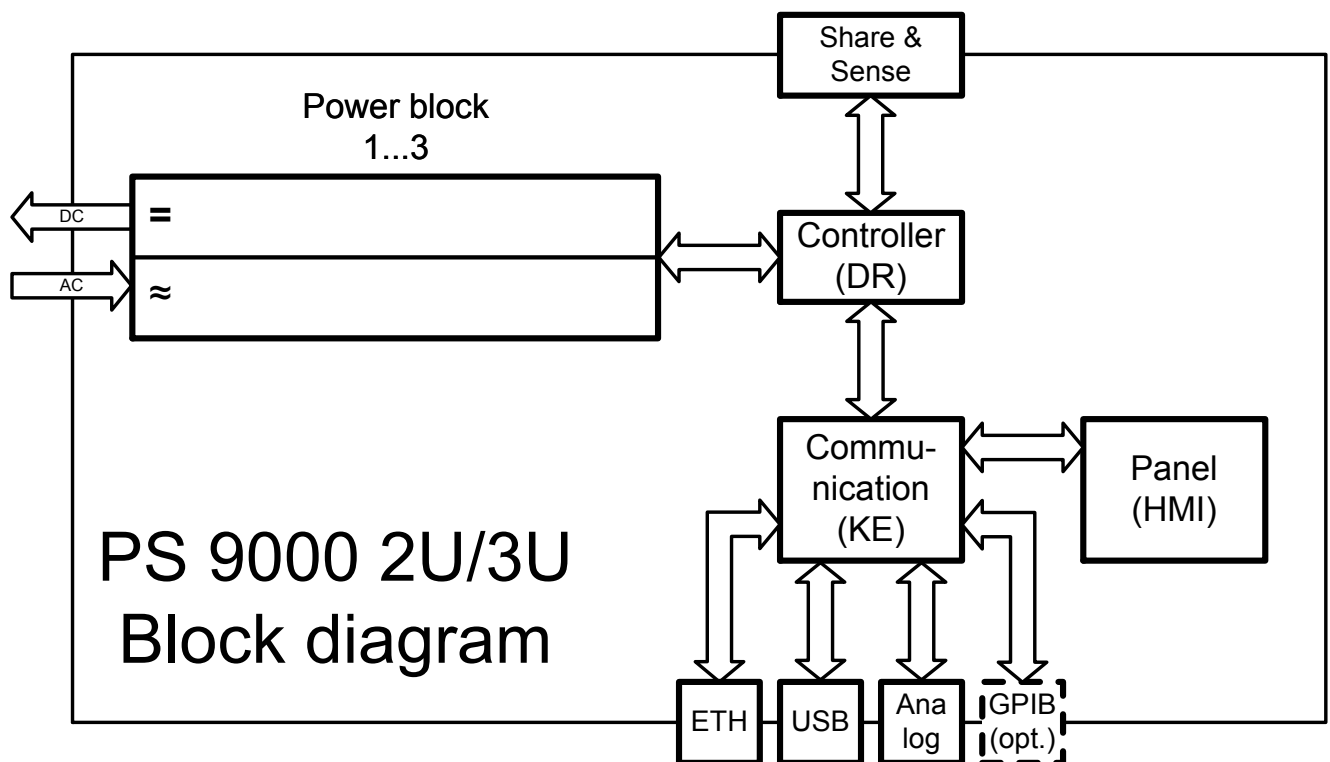 Share &
Sense
Power block
1...3
DC
=
AC
≈
Controller
(DR)
Commu-
nication
(KE)
Panel
(HMI)
PS 9000 2U/3U
Block diagram
ETH
USB
Ana
log
GPIB
(opt.)